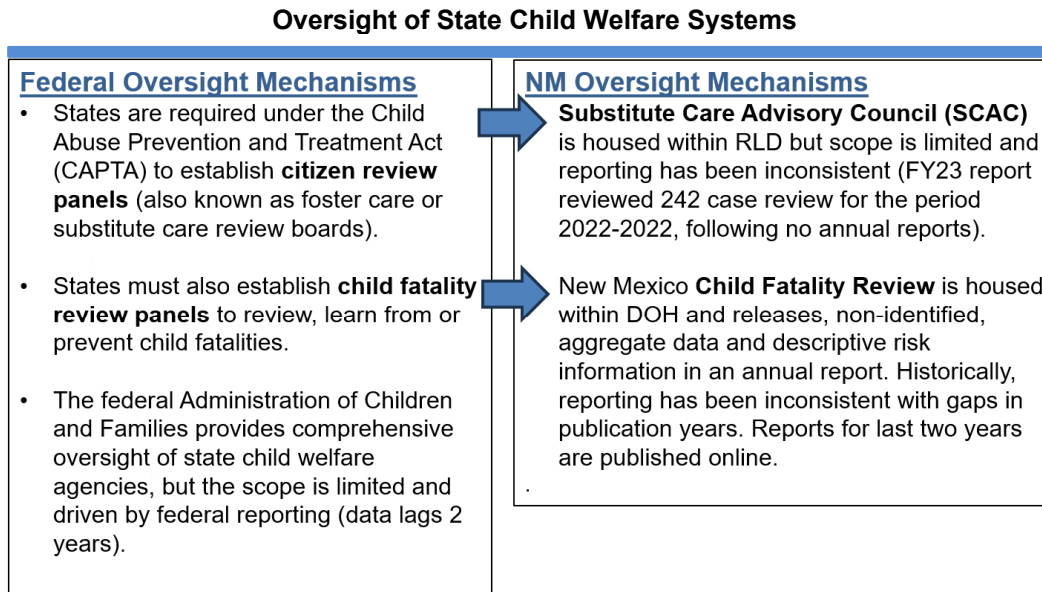 Oversight of State Child Welfare Systems
Federal Oversight Mechanisms
• States are required under the Child
Abuse Prevention and Treatment Act
(CAPTA) to establish citizen review
panels (also known as foster care or
substitute care review boards).
• States must also establish child fatality
review panels to review, learn from or
prevent child fatalities.
• The federal Administration of Children
and Families provides comprehensive
oversight of state child welfare
agencies, but the scope is limited and
driven by federal reporting (data lags 2
years).
NM Oversight Mechanisms
Substitute Care Advisory Council (SCAC)
is housed within RLD but scope is limited and
reporting has been inconsistent (FY23 report
reviewed 242 case review for the period
2022-2022, following no annual reports).
New Mexico Child Fatality Review is housed
within DOH and releases, non-identified,
aggregate data and descriptive risk
information in an annual report. Historically,
reporting has been inconsistent with gaps in
publication years. Reports for last two years
are published online.
.